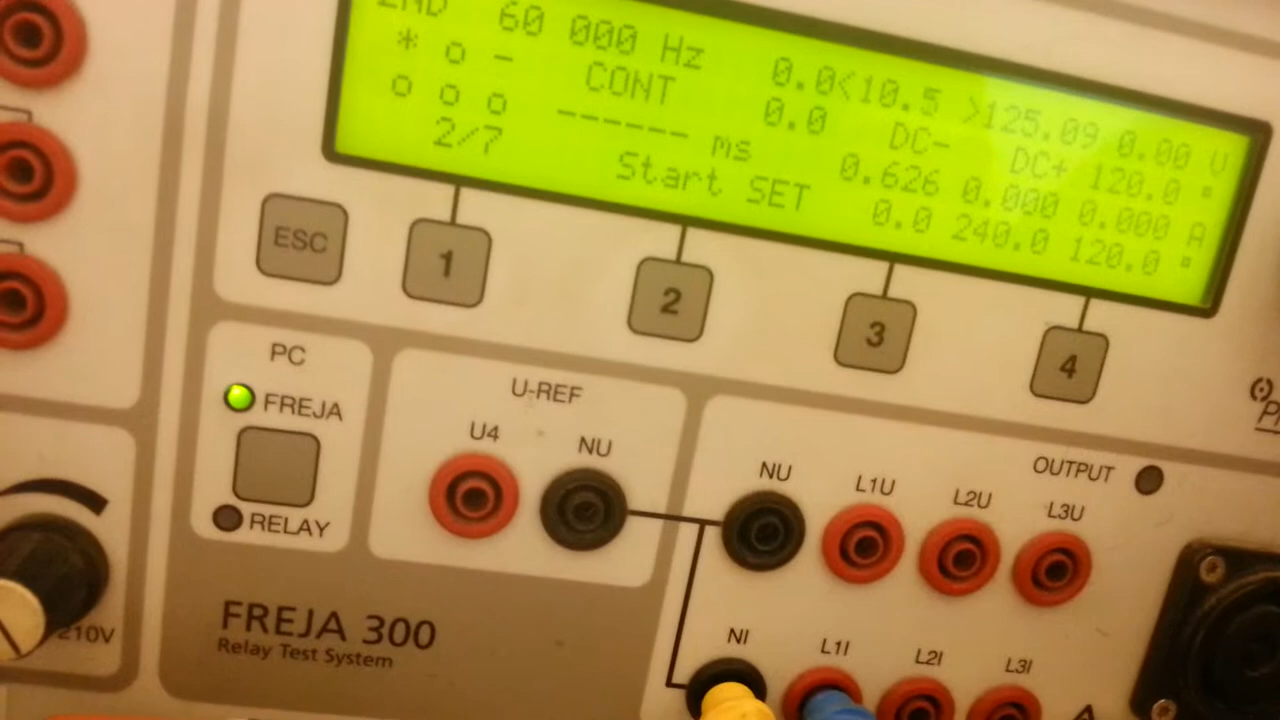 2ND 60 000 Hz 0.0<10.5 >125.09 0.00 V
* o - CONT 0.0 DC- DC+ 120.0 °
o o o ------ ms 0.626 0.000 0.000 A
2/7 Start SET 0.0 240.0 120.0 °
ESC 1 2 3 4
PC
FREJA
RELAY
U-REF
U4 NU
OUTPUT
NU L1U L2U L3U
210V
FREJA 300
Relay Test System
NI L1I L2I L3I